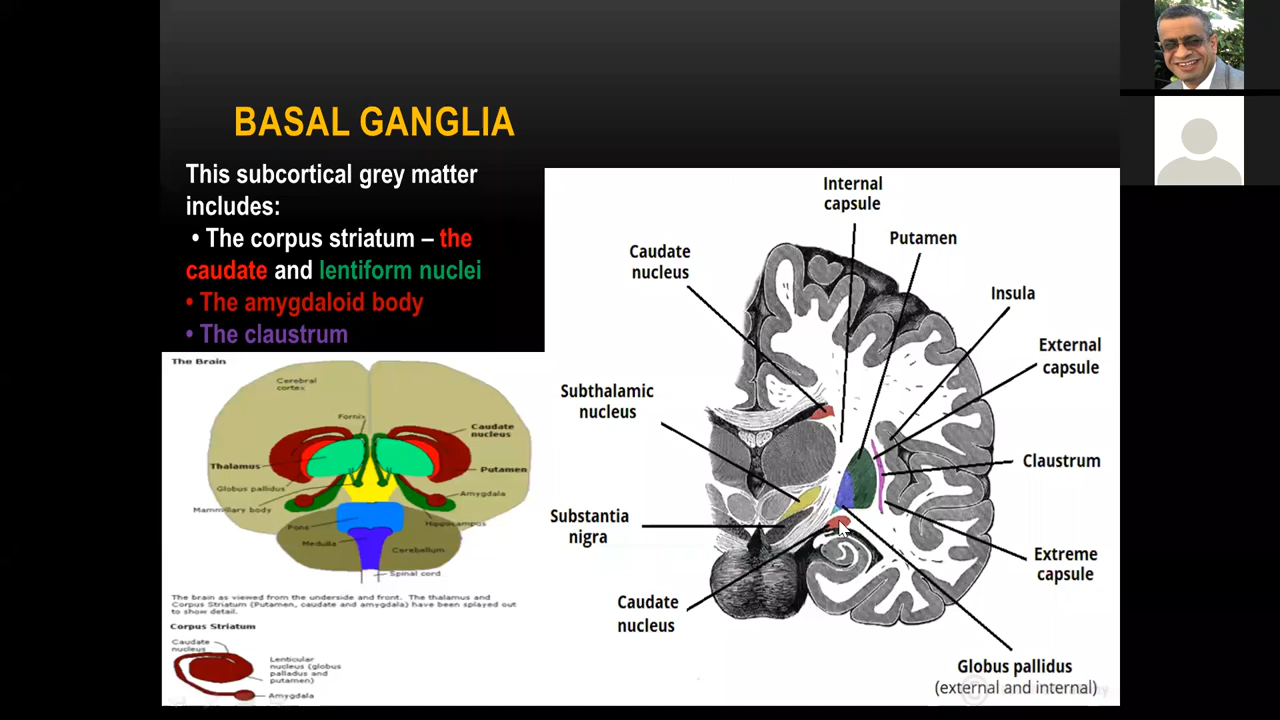 BASAL GANGLIA
This subcortical grey matter
includes:
• The corpus striatum – the
caudate and lentiform nuclei
• The amygdaloid body
• The claustrum
The Brain
Cerebral
cortex
Fornix
Caudate
nucleus
Thalamus
Putamen
Globus pallidus
Amygdala
Mammillary body
Hippocampus
Pons
Medulla
Cerebellum
Spinal cord
The brain as viewed from the underside and front. The thalamus and
Corpus Striatum (Putamen, caudate and amygdala) have been splayed out
to show detail.
Corpus Striatum
Caudate
nucleus
Lenticular
nucleus (globus
palladus and
putamen)
Amygdala
Internal
capsule
Putamen
Caudate
nucleus
Insula
External
capsule
Subthalamic
nucleus
Claustrum
Substantia
nigra
Extreme
capsule
Caudate
nucleus
Globus pallidus
(external and internal)